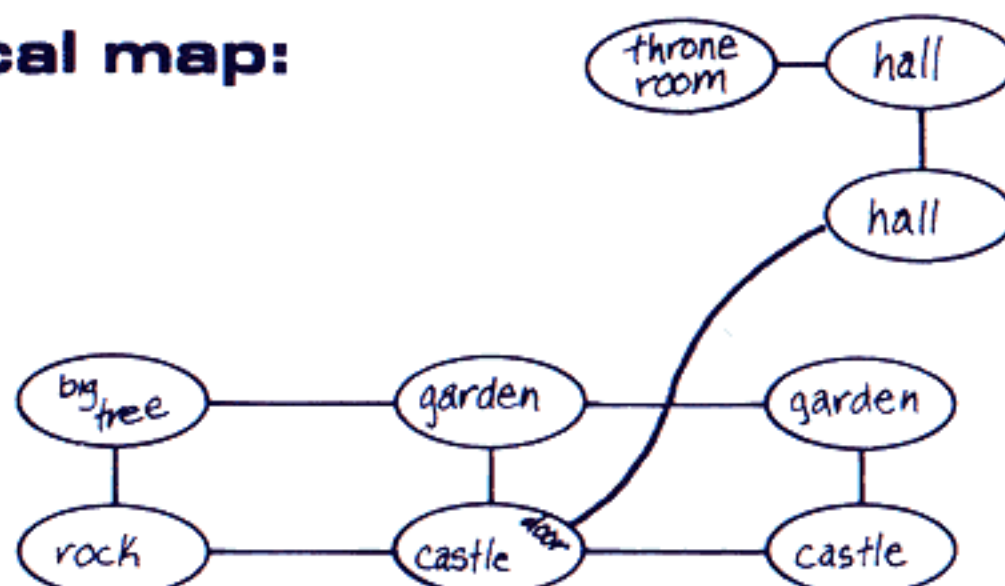 cal map:
throne
room
hall
hall
big
tree
garden
garden
rock
castle
door
castle